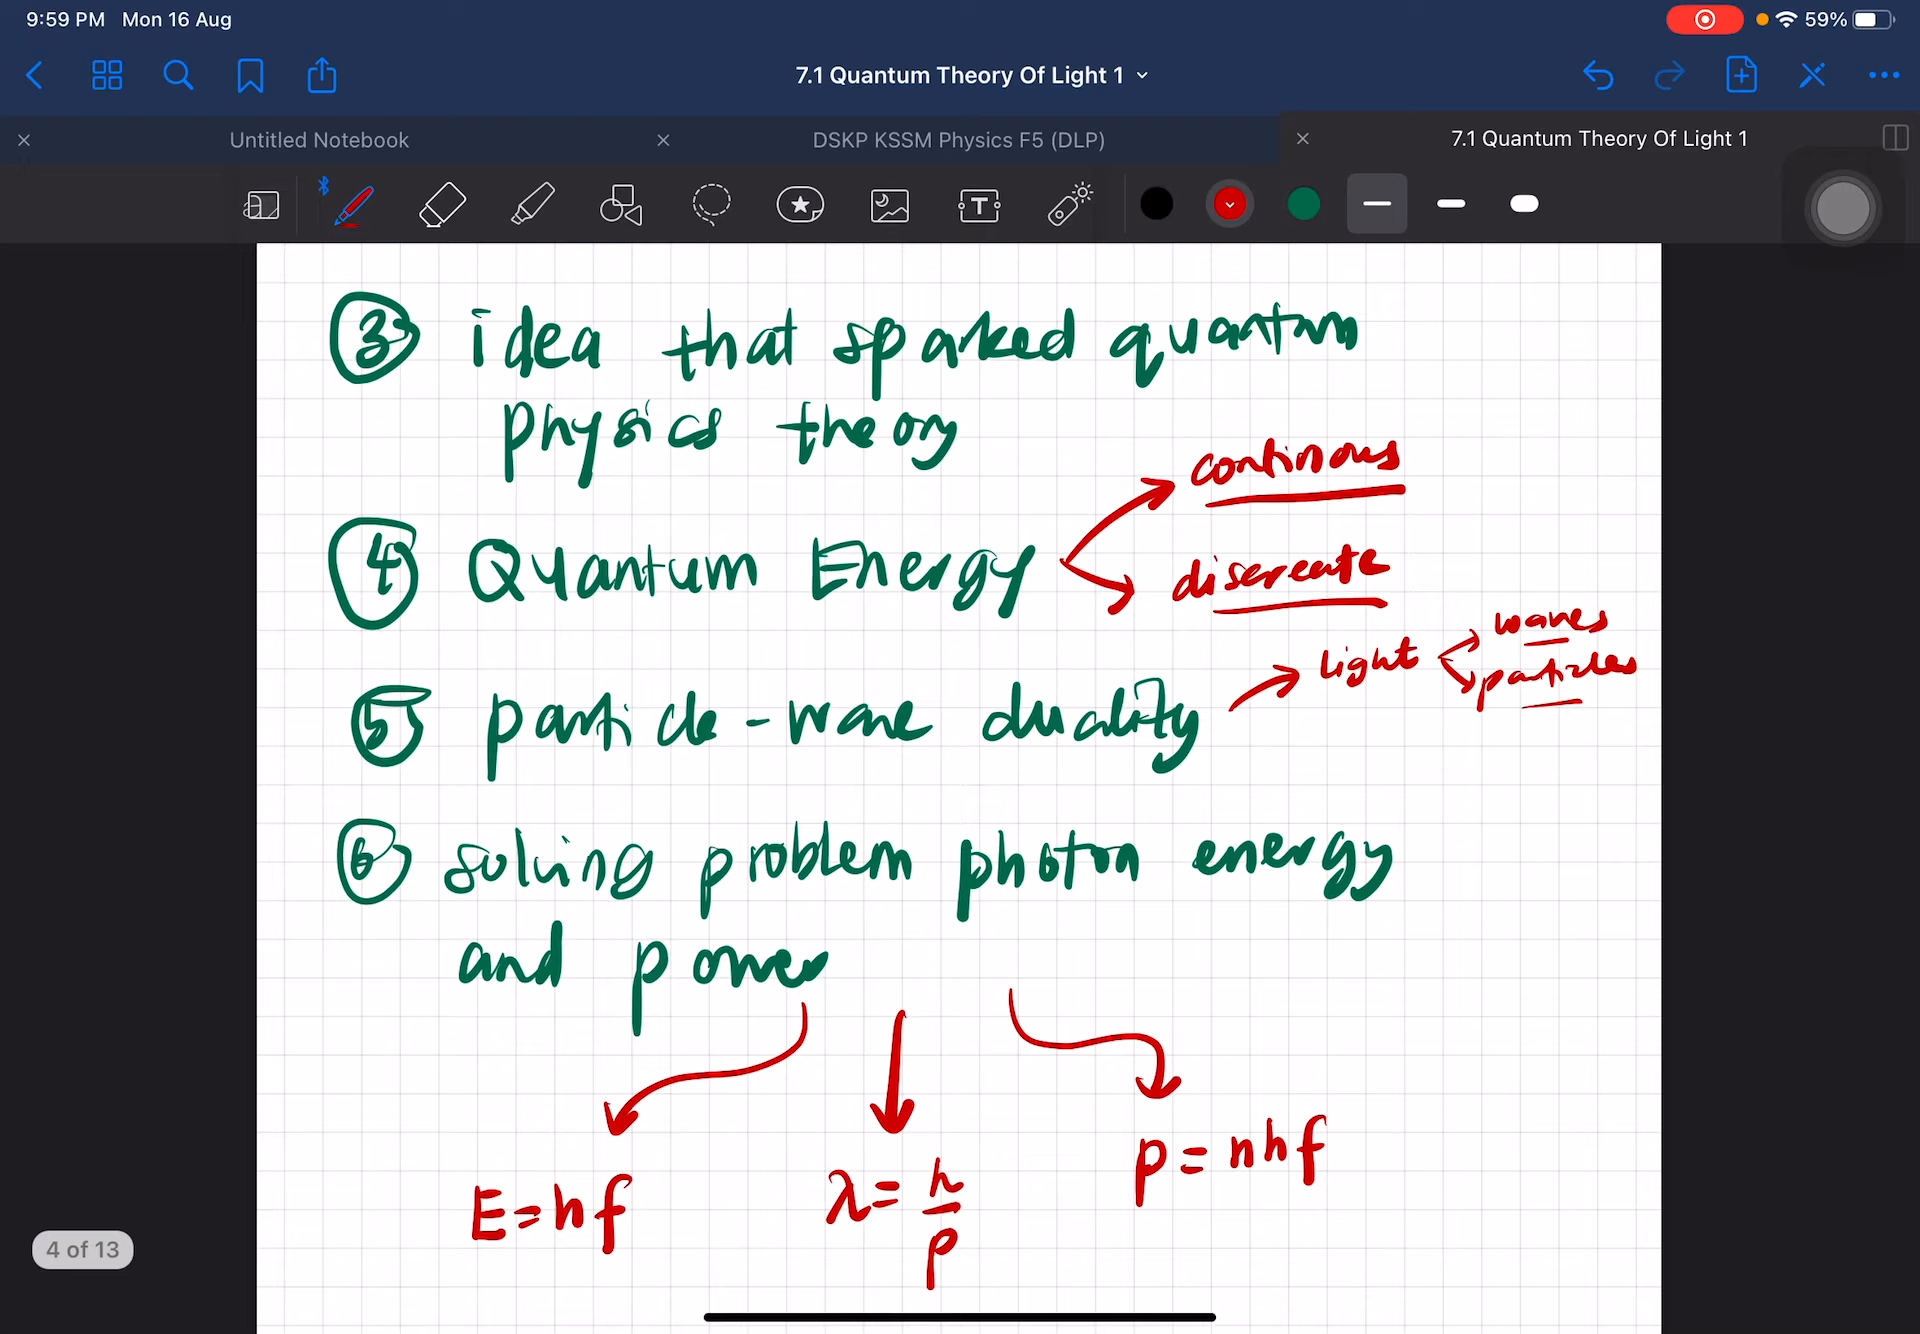 9:59 PM Mon 16 Aug
59%
7.1 Quantum Theory Of Light 1
Untitled Notebook
DSKP KSSM Physics F5 (DLP)
7.1 Quantum Theory Of Light 1
3 idea that sparked quantum
physics theory
continous
4 Quantum Energy
discreate
waves
light
particles
5 particle-wave duality
6 solving problem photon energy
and power
E=hf
λ=h/p
p=nhf
4 of 13